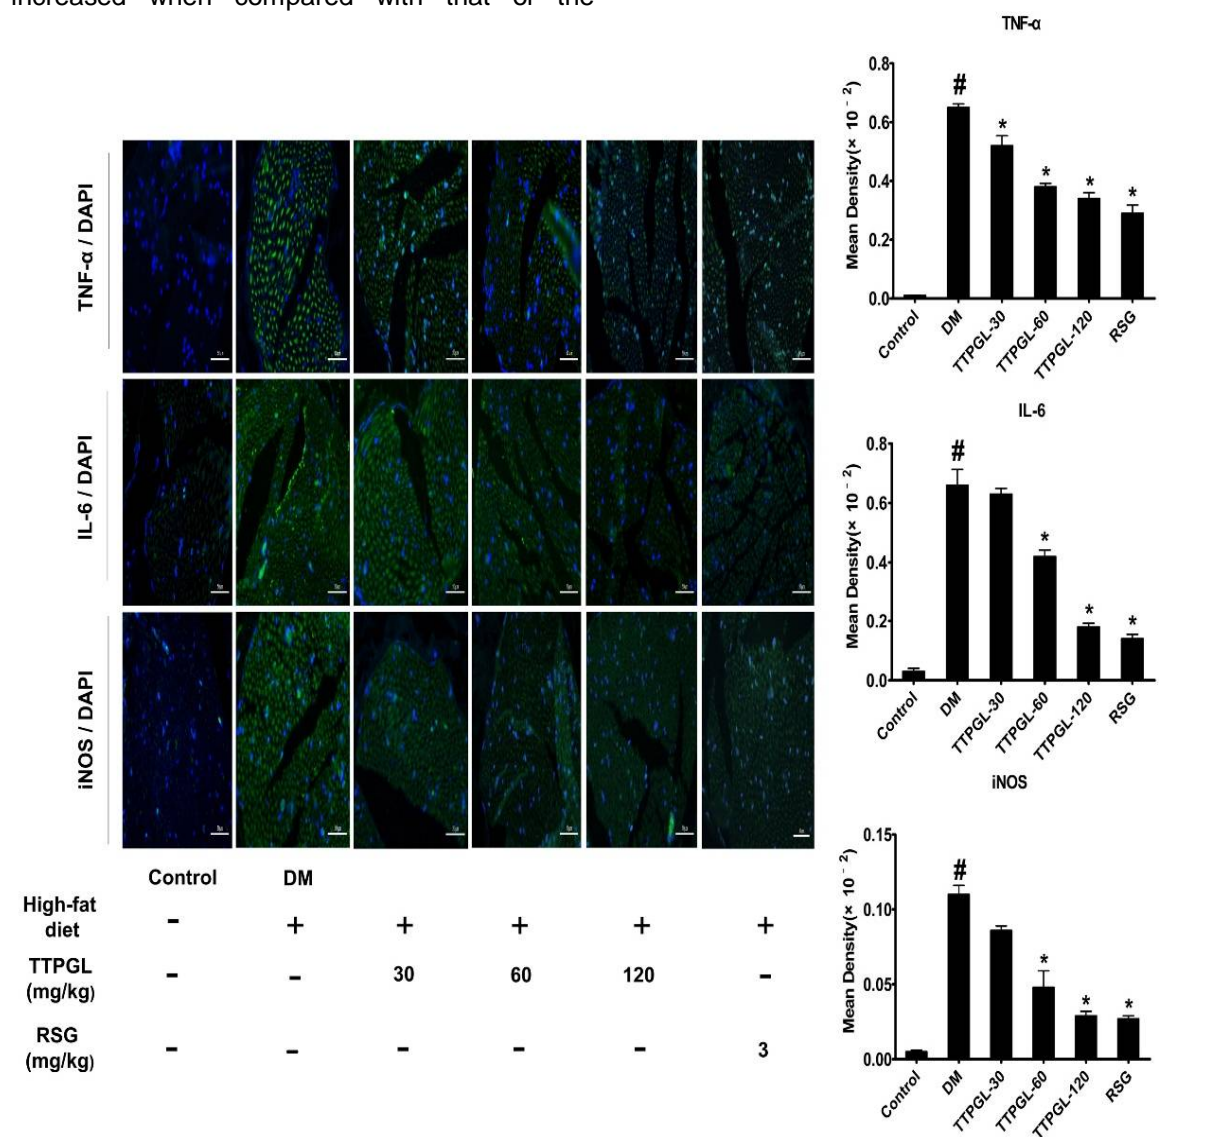 increased when compared with that of the
TNF-α / DAPI
IL-6 / DAPI
iNOS / DAPI
Control DM
High-fat diet - + + + + +
TTPGL (mg/kg) - - 30 60 120 -
RSG (mg/kg) - - - - - 3
TNF-α
Mean Density(× 10⁻²)
0.8
0.6
0.4
0.2
0.0
#
*
*
*
*
Control DM TTPGL-30 TTPGL-60 TTPGL-120 RSG
IL-6
Mean Density(× 10⁻²)
0.8
0.6
0.4
0.2
0.0
#
*
*
*
Control DM TTPGL-30 TTPGL-60 TTPGL-120 RSG
iNOS
Mean Density(× 10⁻²)
0.15
0.10
0.05
0.00
#
*
*
*
Control DM TTPGL-30 TTPGL-60 TTPGL-120 RSG